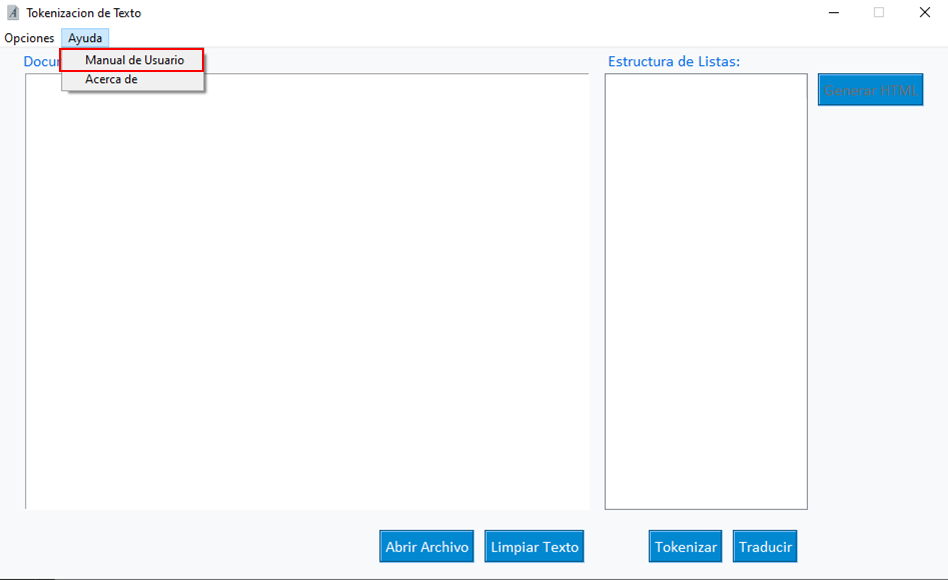 Tokenizacion de Texto
Opciones Ayuda
Manual de Usuario
Acerca de
Estructura de Listas:
Generar HTML
Abrir Archivo Limpiar Texto Tokenizar Traducir